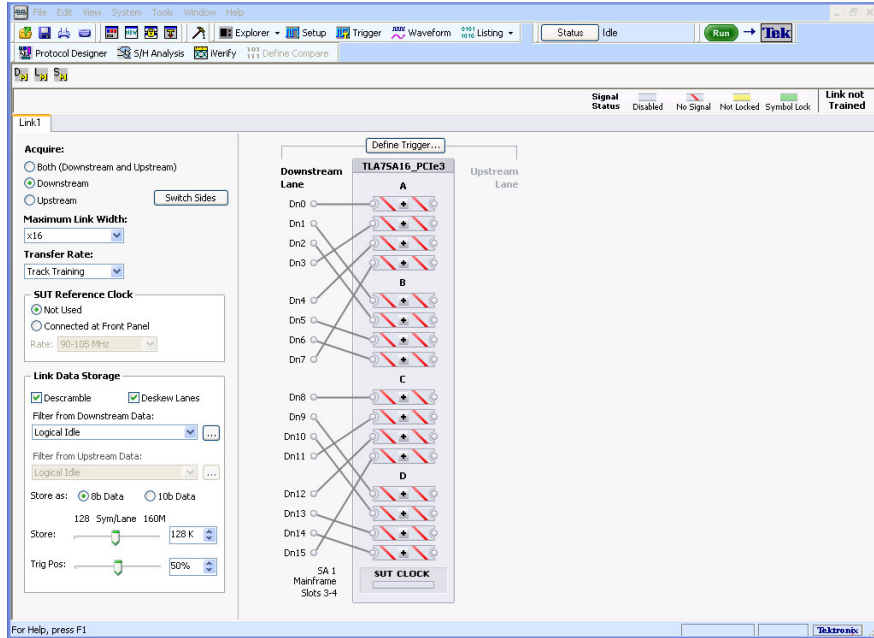 File Edit View System Tools Window Help
Explorer Setup Trigger Waveform Listing Status Idle Run Tek
Protocol Designer S/H Analysis iVerify Define Compare
Signal Status Disabled No Signal Not Locked Symbol Lock Link not Trained
Link1
Define Trigger...
Acquire:
Both (Downstream and Upstream)
Downstream
Upstream
Switch Sides
Maximum Link Width:
x16
Transfer Rate:
Track Training
SUT Reference Clock
Not Used
Connected at Front Panel
Rate: 90-105 MHz
Link Data Storage
Descramble Deskew Lanes
Filter from Downstream Data:
Logical Idle ...
Filter from Upstream Data:
Logical Idle ...
Store as: 8b Data 10b Data
128 Sym/Lane 160M
Store: 128 K
Trig Pos: 50%
Downstream Lane
TLA7SA16_PCIe3
Upstream Lane
A
Dn0
Dn1
Dn2
Dn3
B
Dn4
Dn5
Dn6
Dn7
C
Dn8
Dn9
Dn10
Dn11
D
Dn12
Dn13
Dn14
Dn15
SA 1
Mainframe
Slots 3-4
SUT CLOCK
For Help, press F1
Tektronix